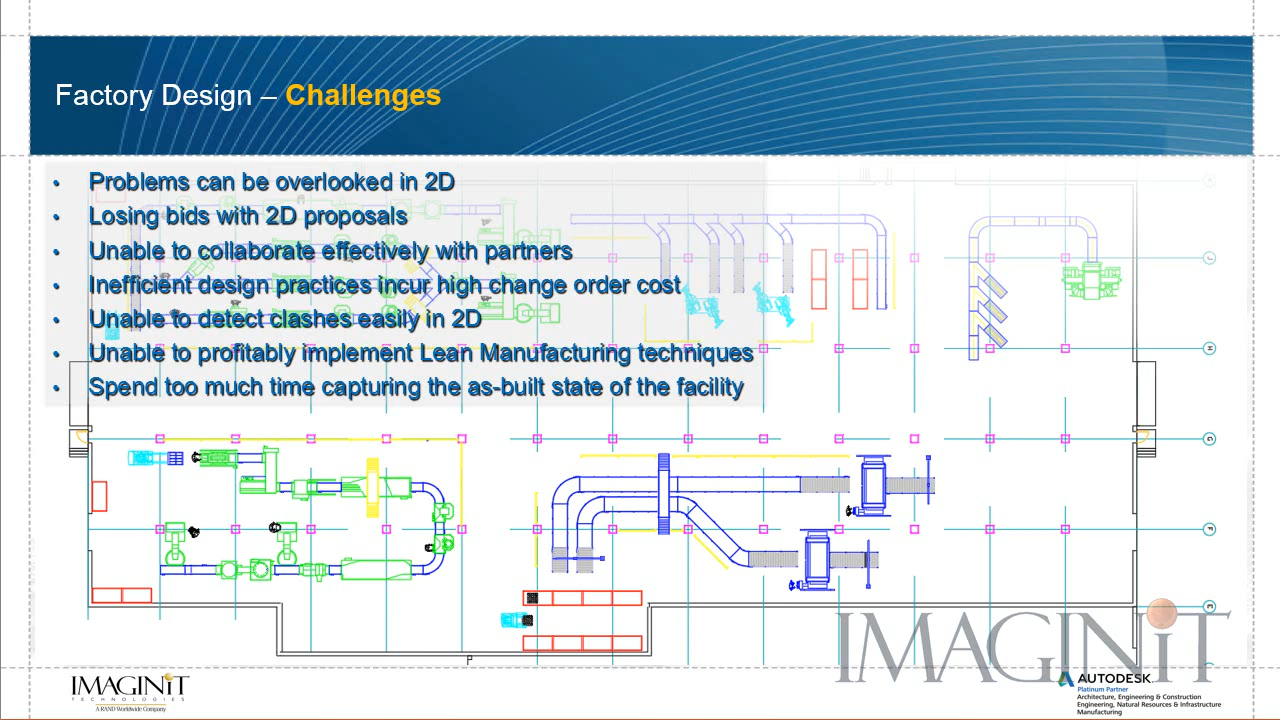 Factory Design – Challenges
• Problems can be overlooked in 2D
• Losing bids with 2D proposals
• Unable to collaborate effectively with partners
• Inefficient design practices incur high change order cost
• Unable to detect clashes easily in 2D
• Unable to profitably implement Lean Manufacturing techniques
• Spend too much time capturing the as-built state of the facility
IMAGINiT
IMAGINiT
TECHNOLOGIES
A RAND Worldwide Company
AUTODESK.
Platinum Partner
Architecture, Engineering & Construction
Engineering, Natural Resources & Infrastructure
Manufacturing